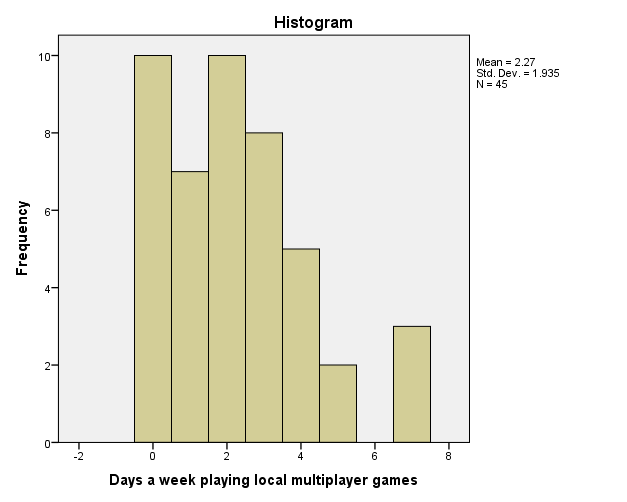 Histogram
Mean = 2.27
Std. Dev. = 1.935
N = 45
Frequency
10
8
6
4
2
0
-2 0 2 4 6 8
Days a week playing local multiplayer games